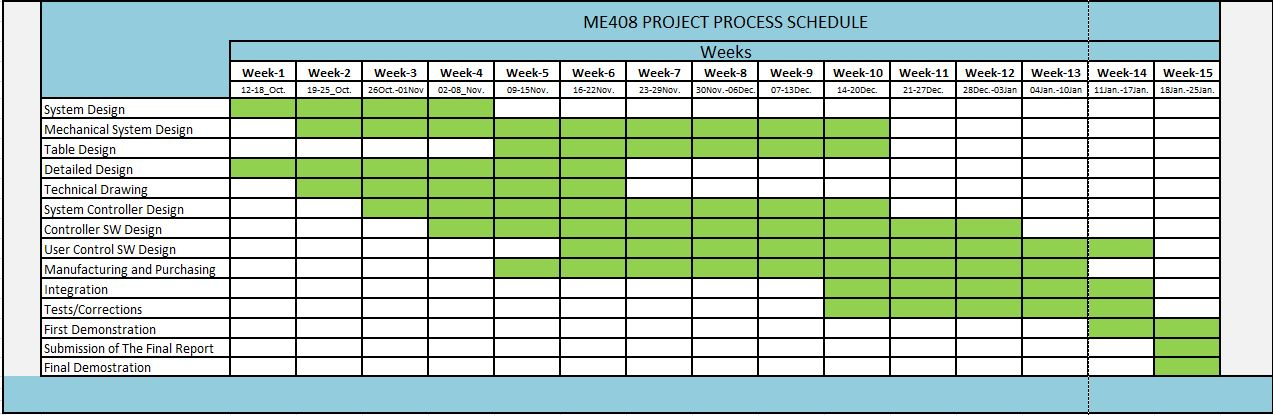 ME408 PROJECT PROCESS SCHEDULE
Weeks
Week-1 Week-2 Week-3 Week-4 Week-5 Week-6 Week-7 Week-8 Week-9 Week-10 Week-11 Week-12 Week-13 Week-14 Week-15
12-18_Oct. 19-25_Oct. 26Oct.-01Nov 02-08_Nov. 09-15Nov. 16-22Nov. 23-29Nov. 30Nov.-06Dec. 07-13Dec. 14-20Dec. 21-27Dec. 28Dec.-03Jan 04Jan.-10Jan 11Jan.-17Jan. 18Jan.-25Jan.
System Design
Mechanical System Design
Table Design
Detailed Design
Technical Drawing
System Controller Design
Controller SW Design
User Control SW Design
Manufacturing and Purchasing
Integration
Tests/Corrections
First Demonstration
Submission of The Final Report
Final Demostration